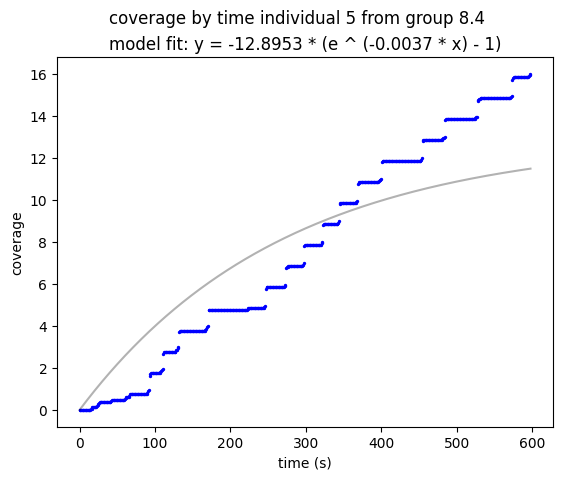 coverage by time individual 5 from group 8.4
model fit: y = -12.8953 * (e ^ (-0.0037 * x) - 1)
16
14
12
10
8
6
4
2
0
coverage
0 100 200 300 400 500 600
time (s)